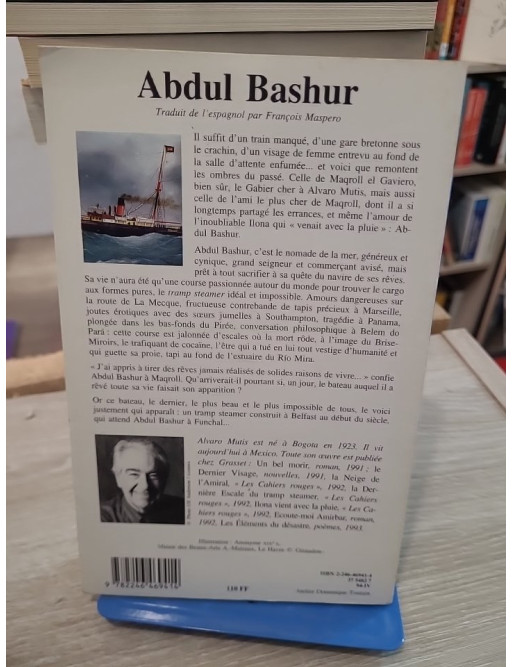 Abdul Bashur
Traduit de l'espagnol par François Maspero
Il suffit d'un train manqué, d'une gare bretonne sous
le crachin, d'un visage de femme entrevu au fond de
la salle d'attente enfumée... et voici que remontent
les ombres du passé. Celle de Maqroll el Gaviero,
bien sûr, le Gabier cher à Alvaro Mutis, mais aussi
celle de l'ami le plus cher de Maqroll, dont il a si
longtemps partagé les errances, et même l'amour de
l'inoubliable Ilona qui « venait avec la pluie » : Ab-
dul Bashur.
Abdul Bashur, c'est le nomade de la mer, généreux et
cynique, grand seigneur et commerçant avisé, mais
prêt à tout sacrifier à sa quête du navire de ses rêves.
Sa vie n'aura été qu'une course passionnée autour du monde pour trouver le cargo
aux formes pures, le tramp steamer idéal et impossible. Amours dangereuses sur
la route de La Mecque, fructueuse contrebande de tapis précieux à Marseille,
joutes érotiques avec des sœurs jumelles à Southampton, tragédie à Panama,
plongée dans les bas-fonds du Pirée, conversation philosophique à Belem do
Parà : cette course est jalonnée d'escales où la mort rôde, à l'image du Brise-
Miroirs, le trafiquant de cocaïne, l'être qui a tué en lui tout vestige d'humanité et
qui guette sa proie, tapi au fond de l'estuaire du Rio Mira.
« J'ai appris à tirer des rêves jamais réalisés de solides raisons de vivre... » confie
Abdul Bashur à Maqroll. Qu'arriverait-il pourtant si, un jour, le bateau auquel il a
rêvé toute sa vie faisait son apparition ?
Or ce bateau, le dernier, le plus beau et le plus impossible de tous, le voici
justement qui apparaît : un tramp steamer construit à Belfast au début du siècle,
qui attend Abdul Bashur à Funchal...
Alvaro Mutis est né à Bogota en 1923. Il vit
aujourd'hui à Mexico. Toute son œuvre est publiée
chez Grasset : Un bel morir, roman, 1991 ; le
Dernier Visage, nouvelles, 1991, la Neige de
l'Amiral, « Les Cahiers rouges », 1992, la Der-
nière Escale du tramp steamer, « Les Cahiers
rouges », 1992, Ilona vient avec la pluie, « Les Ca-
hiers rouges », 1992, Ecoute-moi Amirbar, roman,
1992, Les Éléments du désastre, poèmes, 1993.
9 782246 469414
110 FF